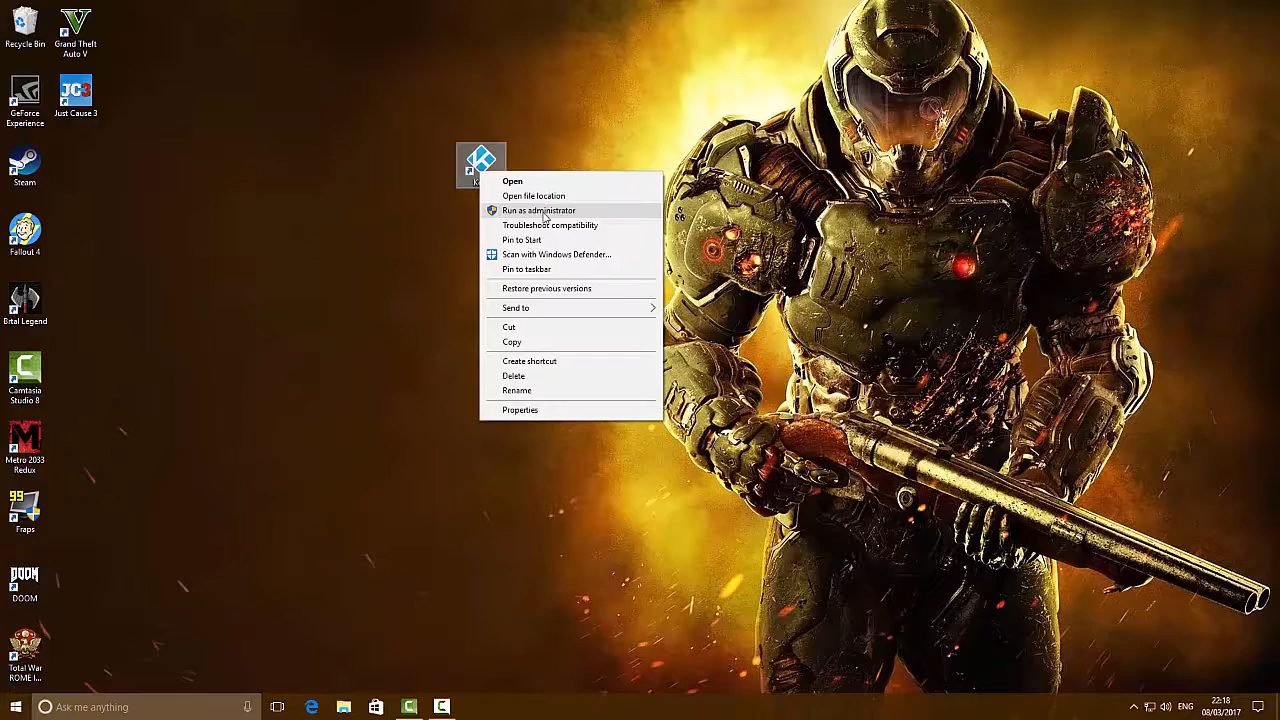 Recycle Bin
Grand Theft
Auto V
GeForce
Experience
JC3
Just Cause 3
Steam
Fallout 4
Brtal Legend
Camtasia
Studio 8
Metro 2033
Redux
99
Fraps
DOOM
DOOM
Total War
ROME I...
Open
Open file location
Run as administrator
Troubleshoot compatibility
Pin to Start
Scan with Windows Defender...
Pin to taskbar
Restore previous versions
Send to
Cut
Copy
Create shortcut
Delete
Rename
Properties
Ask me anything
ENG
22:18
08/03/2017